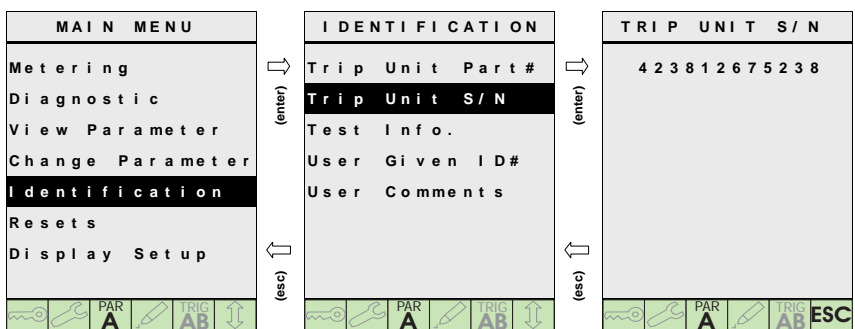 MAIN MENU
Metering
Diagnostic
View Parameter
Change Parameter
Identification
Resets
Display Setup
PAR
A
TRIG
AB
(enter)
(esc)
IDENTIFICATION
Trip Unit Part#
Trip Unit S/N
Test Info.
User Given ID#
User Comments
PAR
A
TRIG
AB
(enter)
(esc)
TRIP UNIT S/N
423812675238
PAR
A
TRIG
AB
ESC